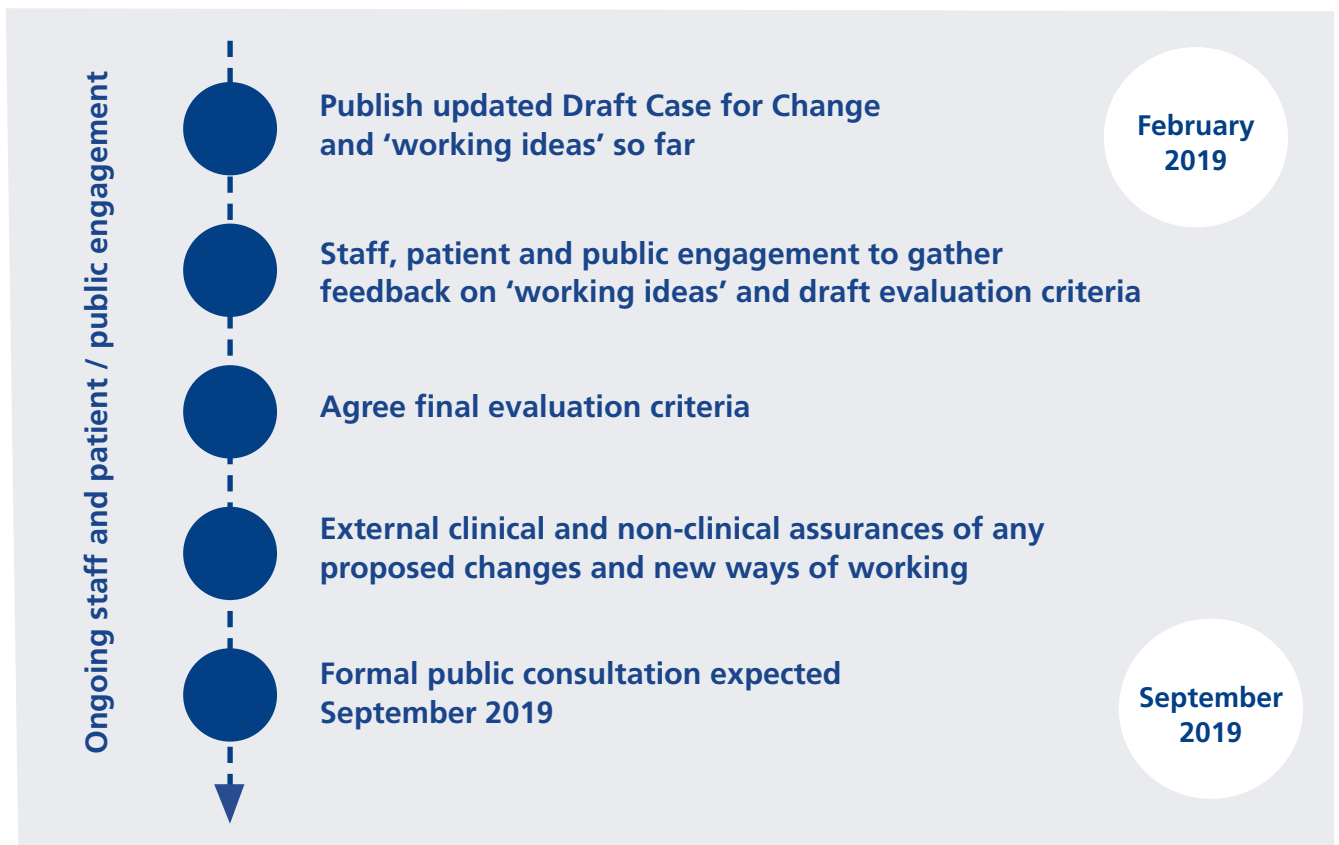 Ongoing staff and patient / public engagement
Publish updated Draft Case for Change
and ‘working ideas’ so far
February
2019
Staff, patient and public engagement to gather
feedback on ‘working ideas’ and draft evaluation criteria
Agree final evaluation criteria
External clinical and non-clinical assurances of any
proposed changes and new ways of working
Formal public consultation expected
September 2019
September
2019